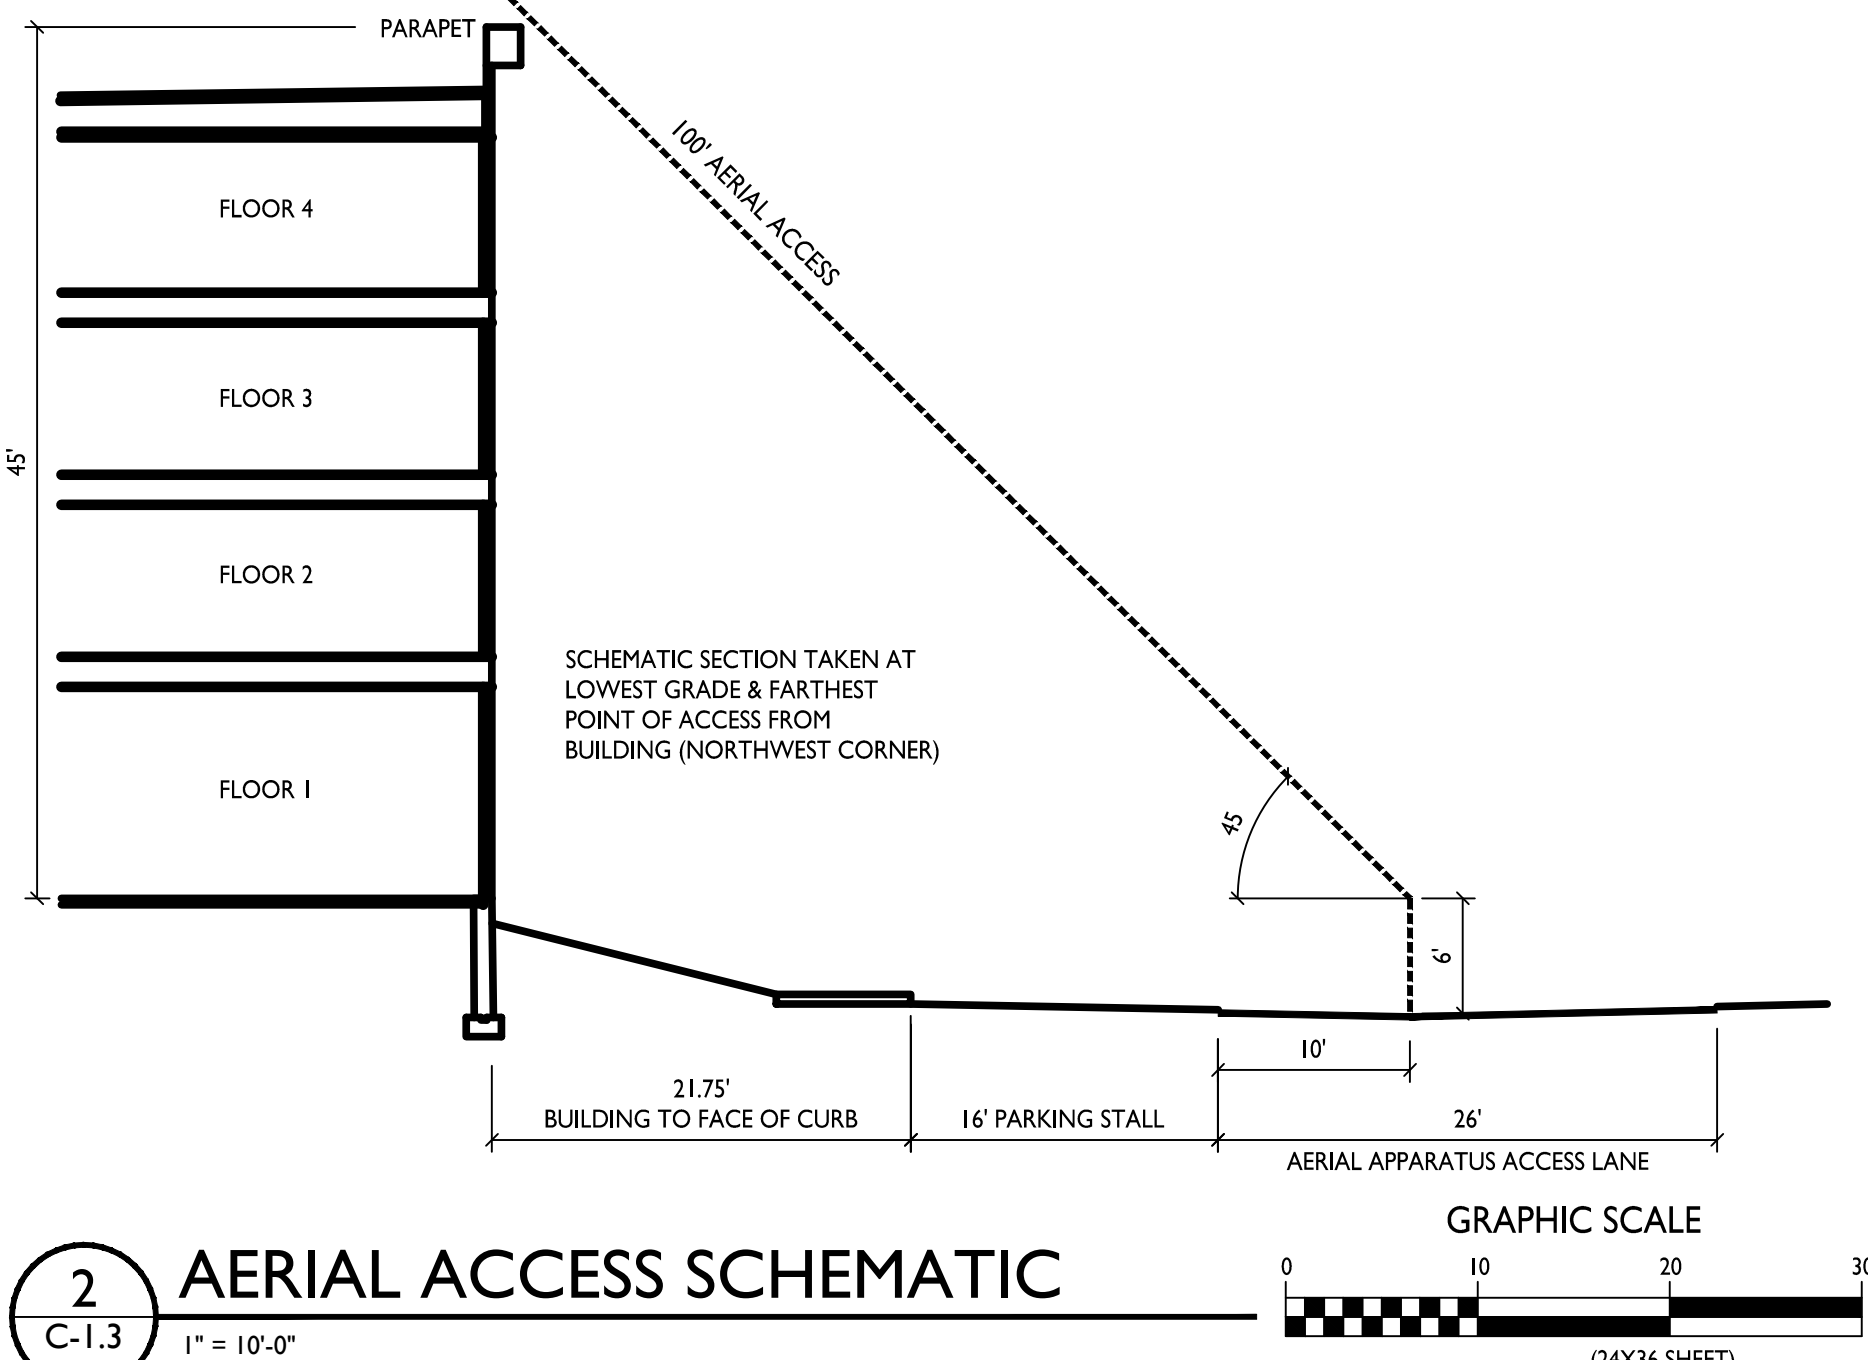 PARAPET
100' AERIAL ACCESS
FLOOR 4
FLOOR 3
45'
FLOOR 2
SCHEMATIC SECTION TAKEN AT
LOWEST GRADE & FARTHEST
POINT OF ACCESS FROM
BUILDING (NORTHWEST CORNER)
FLOOR 1
45
6'
10'
21.75'
BUILDING TO FACE OF CURB
16' PARKING STALL
26'
AERIAL APPARATUS ACCESS LANE
GRAPHIC SCALE
0 10 20 30
2
C-1.3
AERIAL ACCESS SCHEMATIC
1" = 10'-0"
(24X36 SHEET)